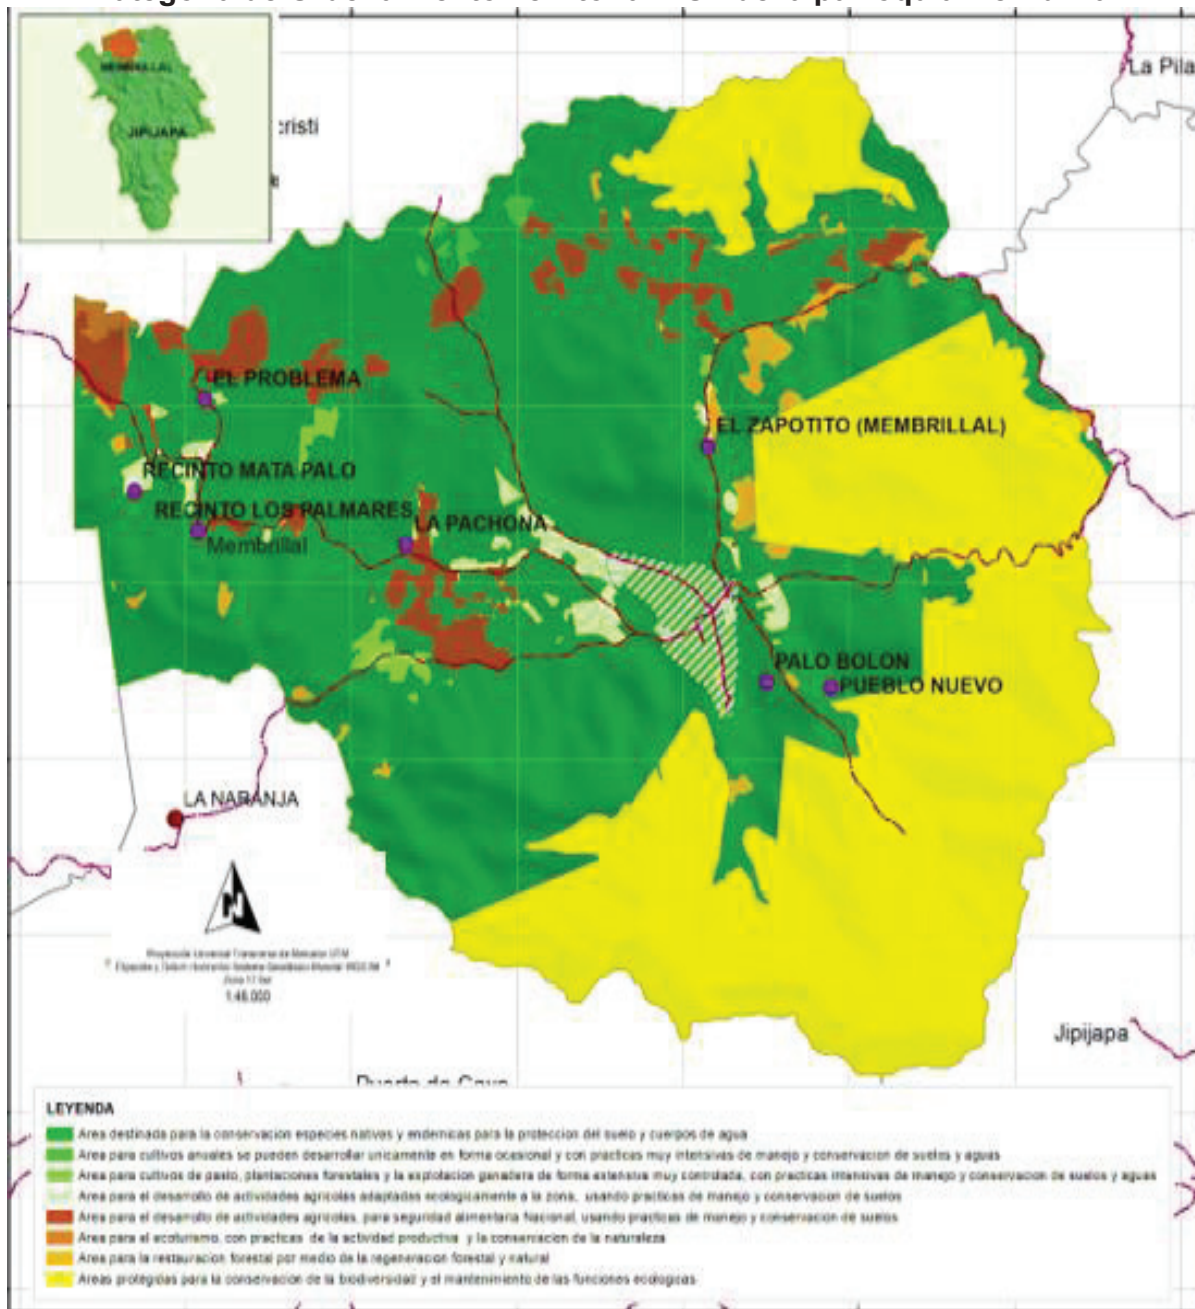 MEMBRILLAL
JIPIJAPA
cristi
La Pila
EL PROBLEMA
EL ZAPOTITO (MEMBRILLAL)
RECINTO MATA PALO
RECINTO LOS PALMARES
LA PACHONA
Membrillal
PALO BOLON
PUEBLO NUEVO
LA NARANJA
N
Zona 17 Sur
Jipijapa
LEYENDA
Area destinada para la conservacion especies nativas y endemicas para la proteccion del suelo y cuerpos de agua
Area para cultivos anuales se pueden desarrollar unicamente en forma ocasional y con practicas muy intensivas de manejo y conservacion de suelos y aguas
Area para cultivos de pasto, plantaciones forestales y la explotacion ganadera de forma extensiva muy controlada, con practicas intensivas de manejo y conservacion de suelos y aguas
Area para el desarrollo de actividades agricolas adaptadas ecologicamente a la zona, usando practicas de manejo y conservacion de suelos
Area para el desarrollo de actividades agricolas, para seguridad alimentaria Nacional, usando practicas de manejo y conservacion de suelos
Area para el ecoturismo, con practicas de la actividad productiva y la conservacion de la naturaleza
Area para la restauracion forestal por medio de la regeneracion forestal y natural
Areas protegidas para la conservacion de la biodiversidad y el mantenimiento de las funciones ecologicas